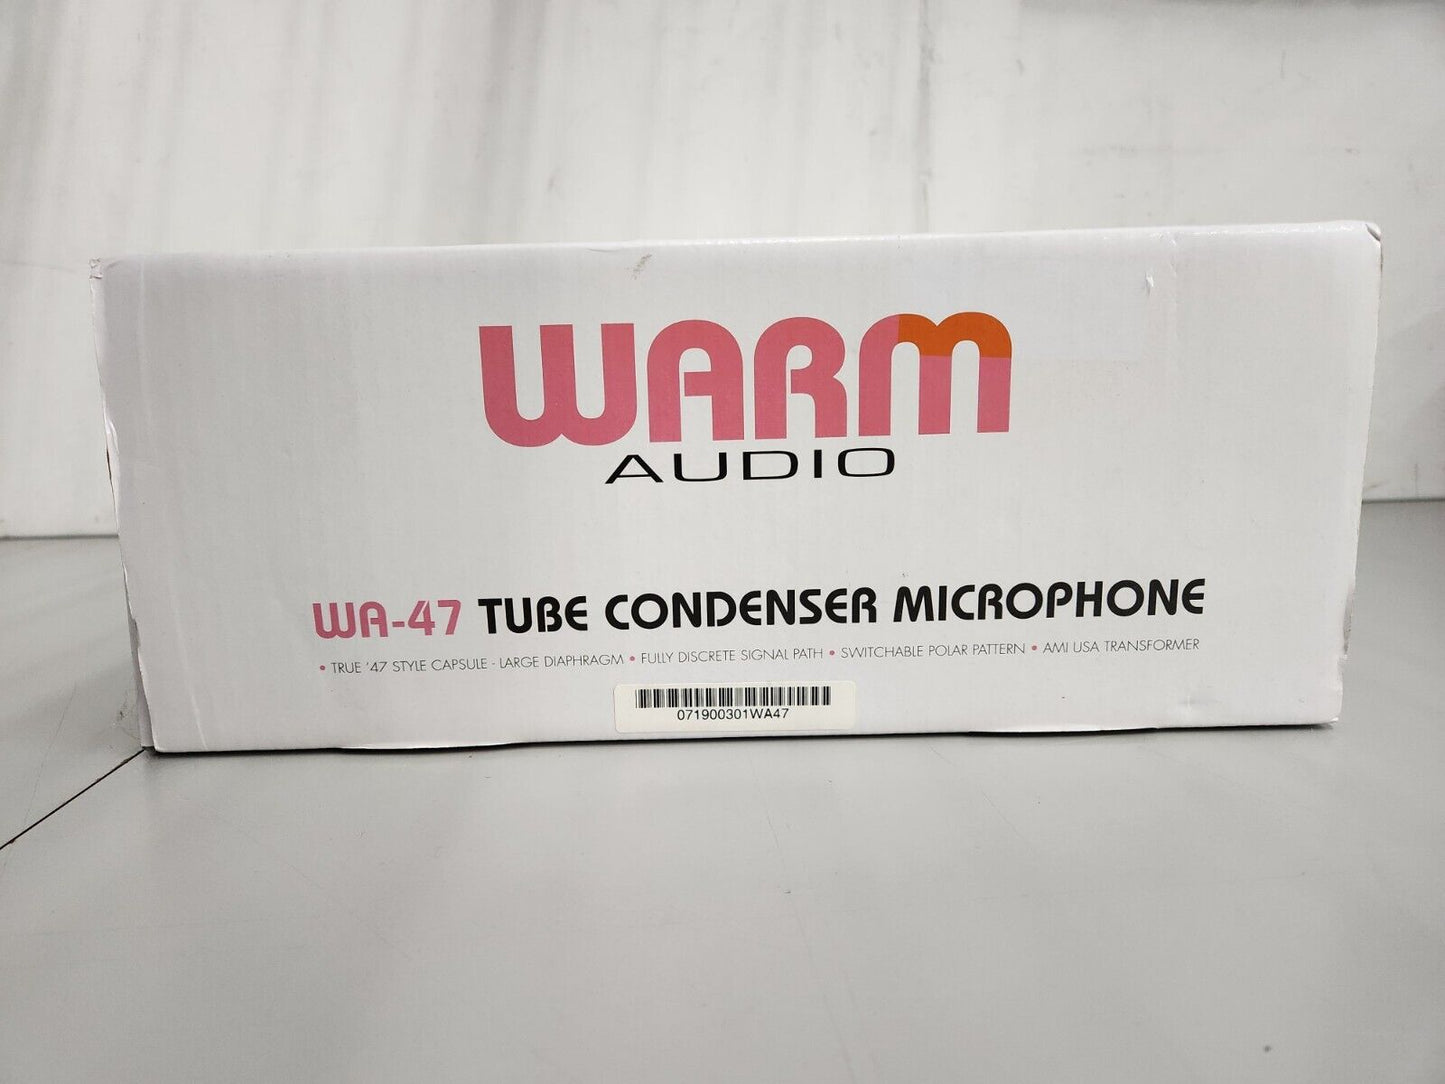 WARM
AUDIO
WA-47 TUBE CONDENSER MICROPHONE
• TRUE '47 STYLE CAPSULE - LARGE DIAPHRAGM • FULLY DISCRETE SIGNAL PATH • SWITCHABLE POLAR PATTERN • AMI USA TRANSFORMER
071900301WA47